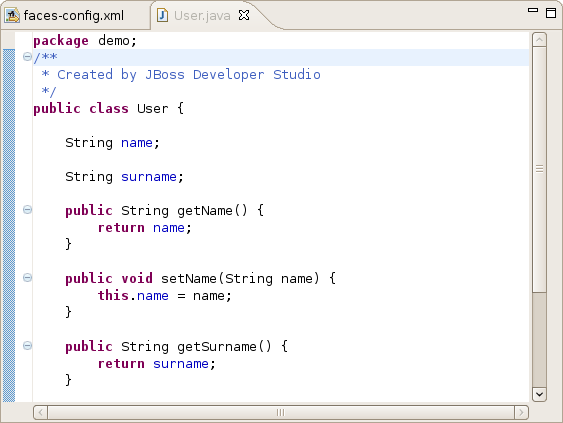 faces-config.xml
User.java
package demo;
/**
 * Created by JBoss Developer Studio
 */
public class User {
    String name;
    String surname;
    public String getName() {
        return name;
    }
    public void setName(String name) {
        this.name = name;
    }
    public String getSurname() {
        return surname;
    }